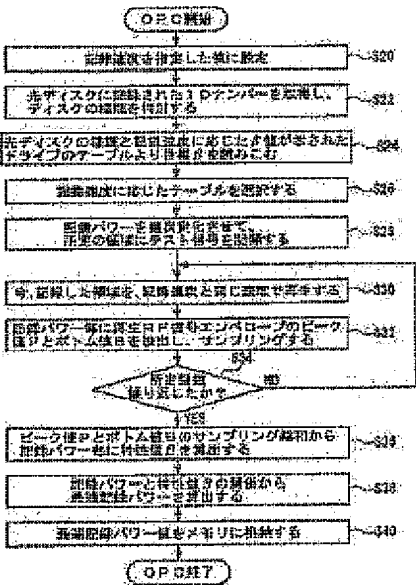 OPC開始
記録速度を指定した値に設定
S20
光ディスクに記録されたIDナンバーを認識し、
ディスクの種類を特別する
S22
光ディスクの種類と記録速度に応じたβ値が示された
ドライブのテーブルより目標βを読みこむ
S24
記録速度に応じたテーブルを選択する
S26
記録パワーを順次変化させて、
所定の領域にテスト信号を記録する
S28
今、記録した領域を、記録速度と同じ速度で再生する
S30
記録パワー毎に再生RF信号エンベロープのピーク
値Pとボトム値Bを検出し、サンプリングする
S32
S34
所定回数
繰り返したか?
NO
YES
ピーク値Pとボトム値Bのサンプリング結果から
記録パワー毎に特性値βを算出する
S36
記録パワーと特性値βの関係から
最適記録パワーを算出する
S38
最適記録パワー値をメモリに格納する
S40
OPC終了